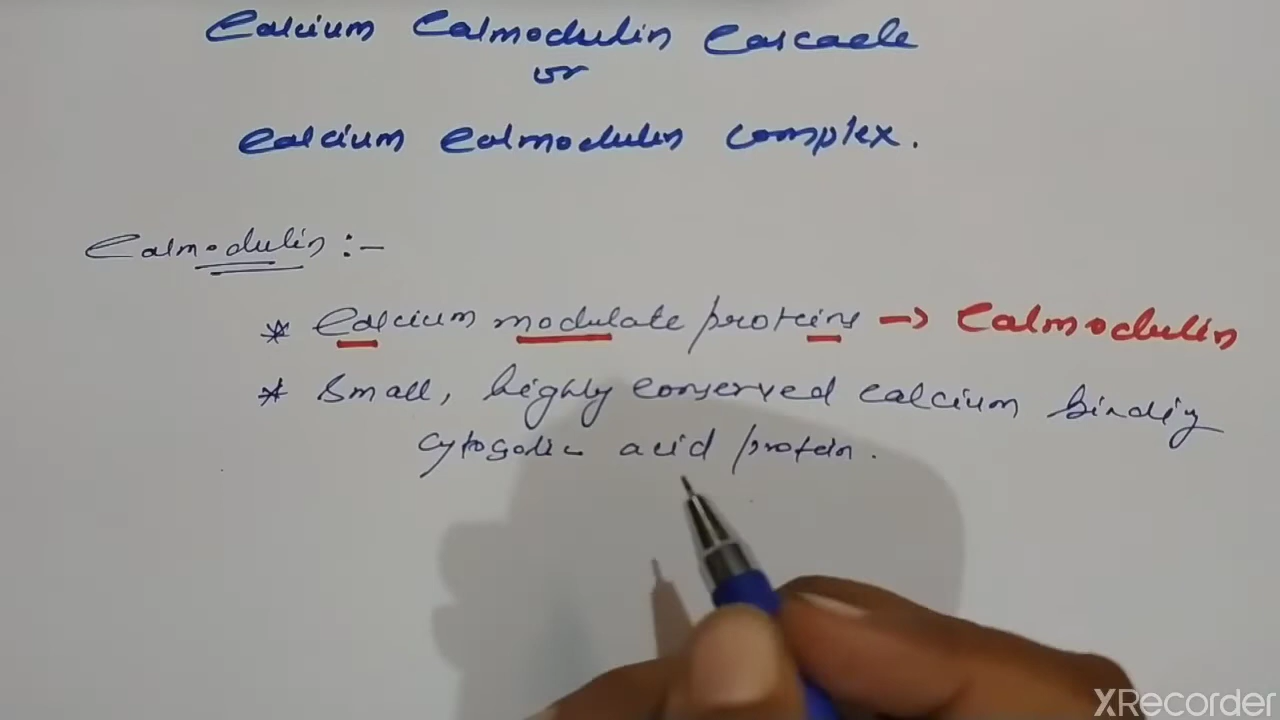 Calcium Calmodulin Cascade
or
Calcium Calmodulin complex.
Calmodulin :-
* Calcium modulate proteins -> Calmodulin
* Small, highly conserved calcium binding
cytosolic acid protein.
XRecorder